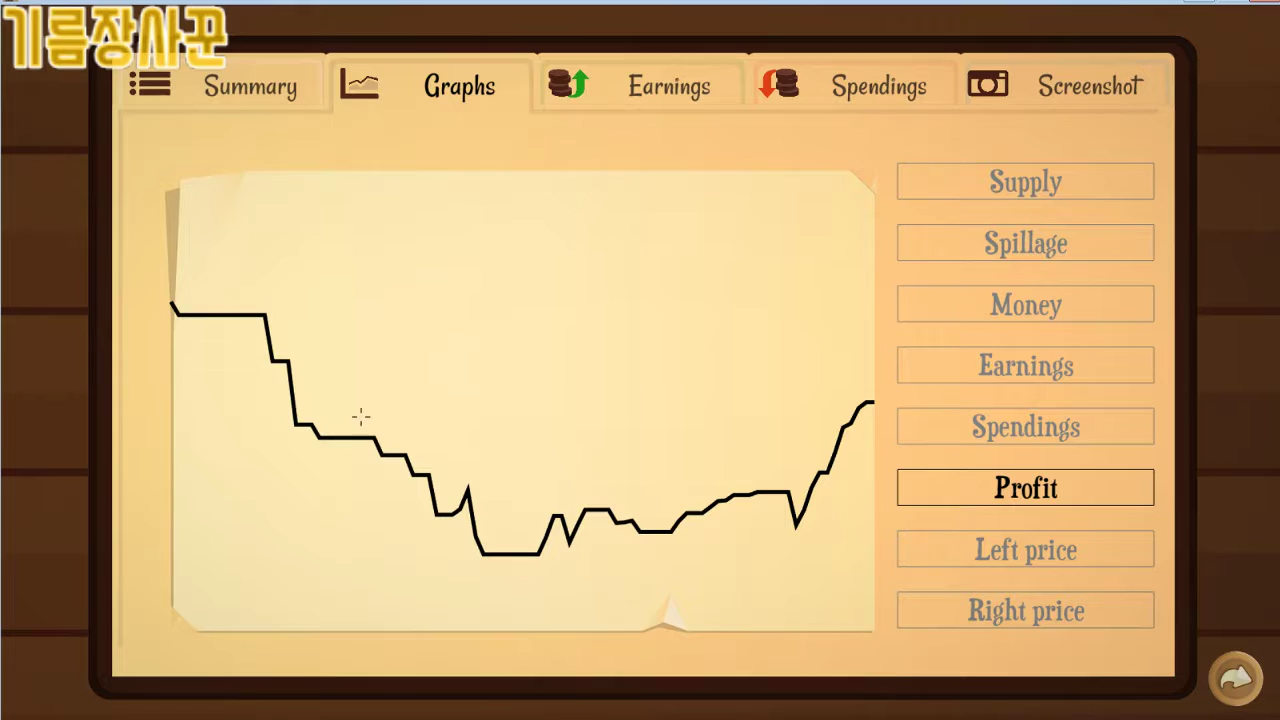 기름장사꾼
Summary
Graphs
Earnings
Spendings
Screenshot
Supply
Spillage
Money
Earnings
Spendings
Profit
Left price
Right price